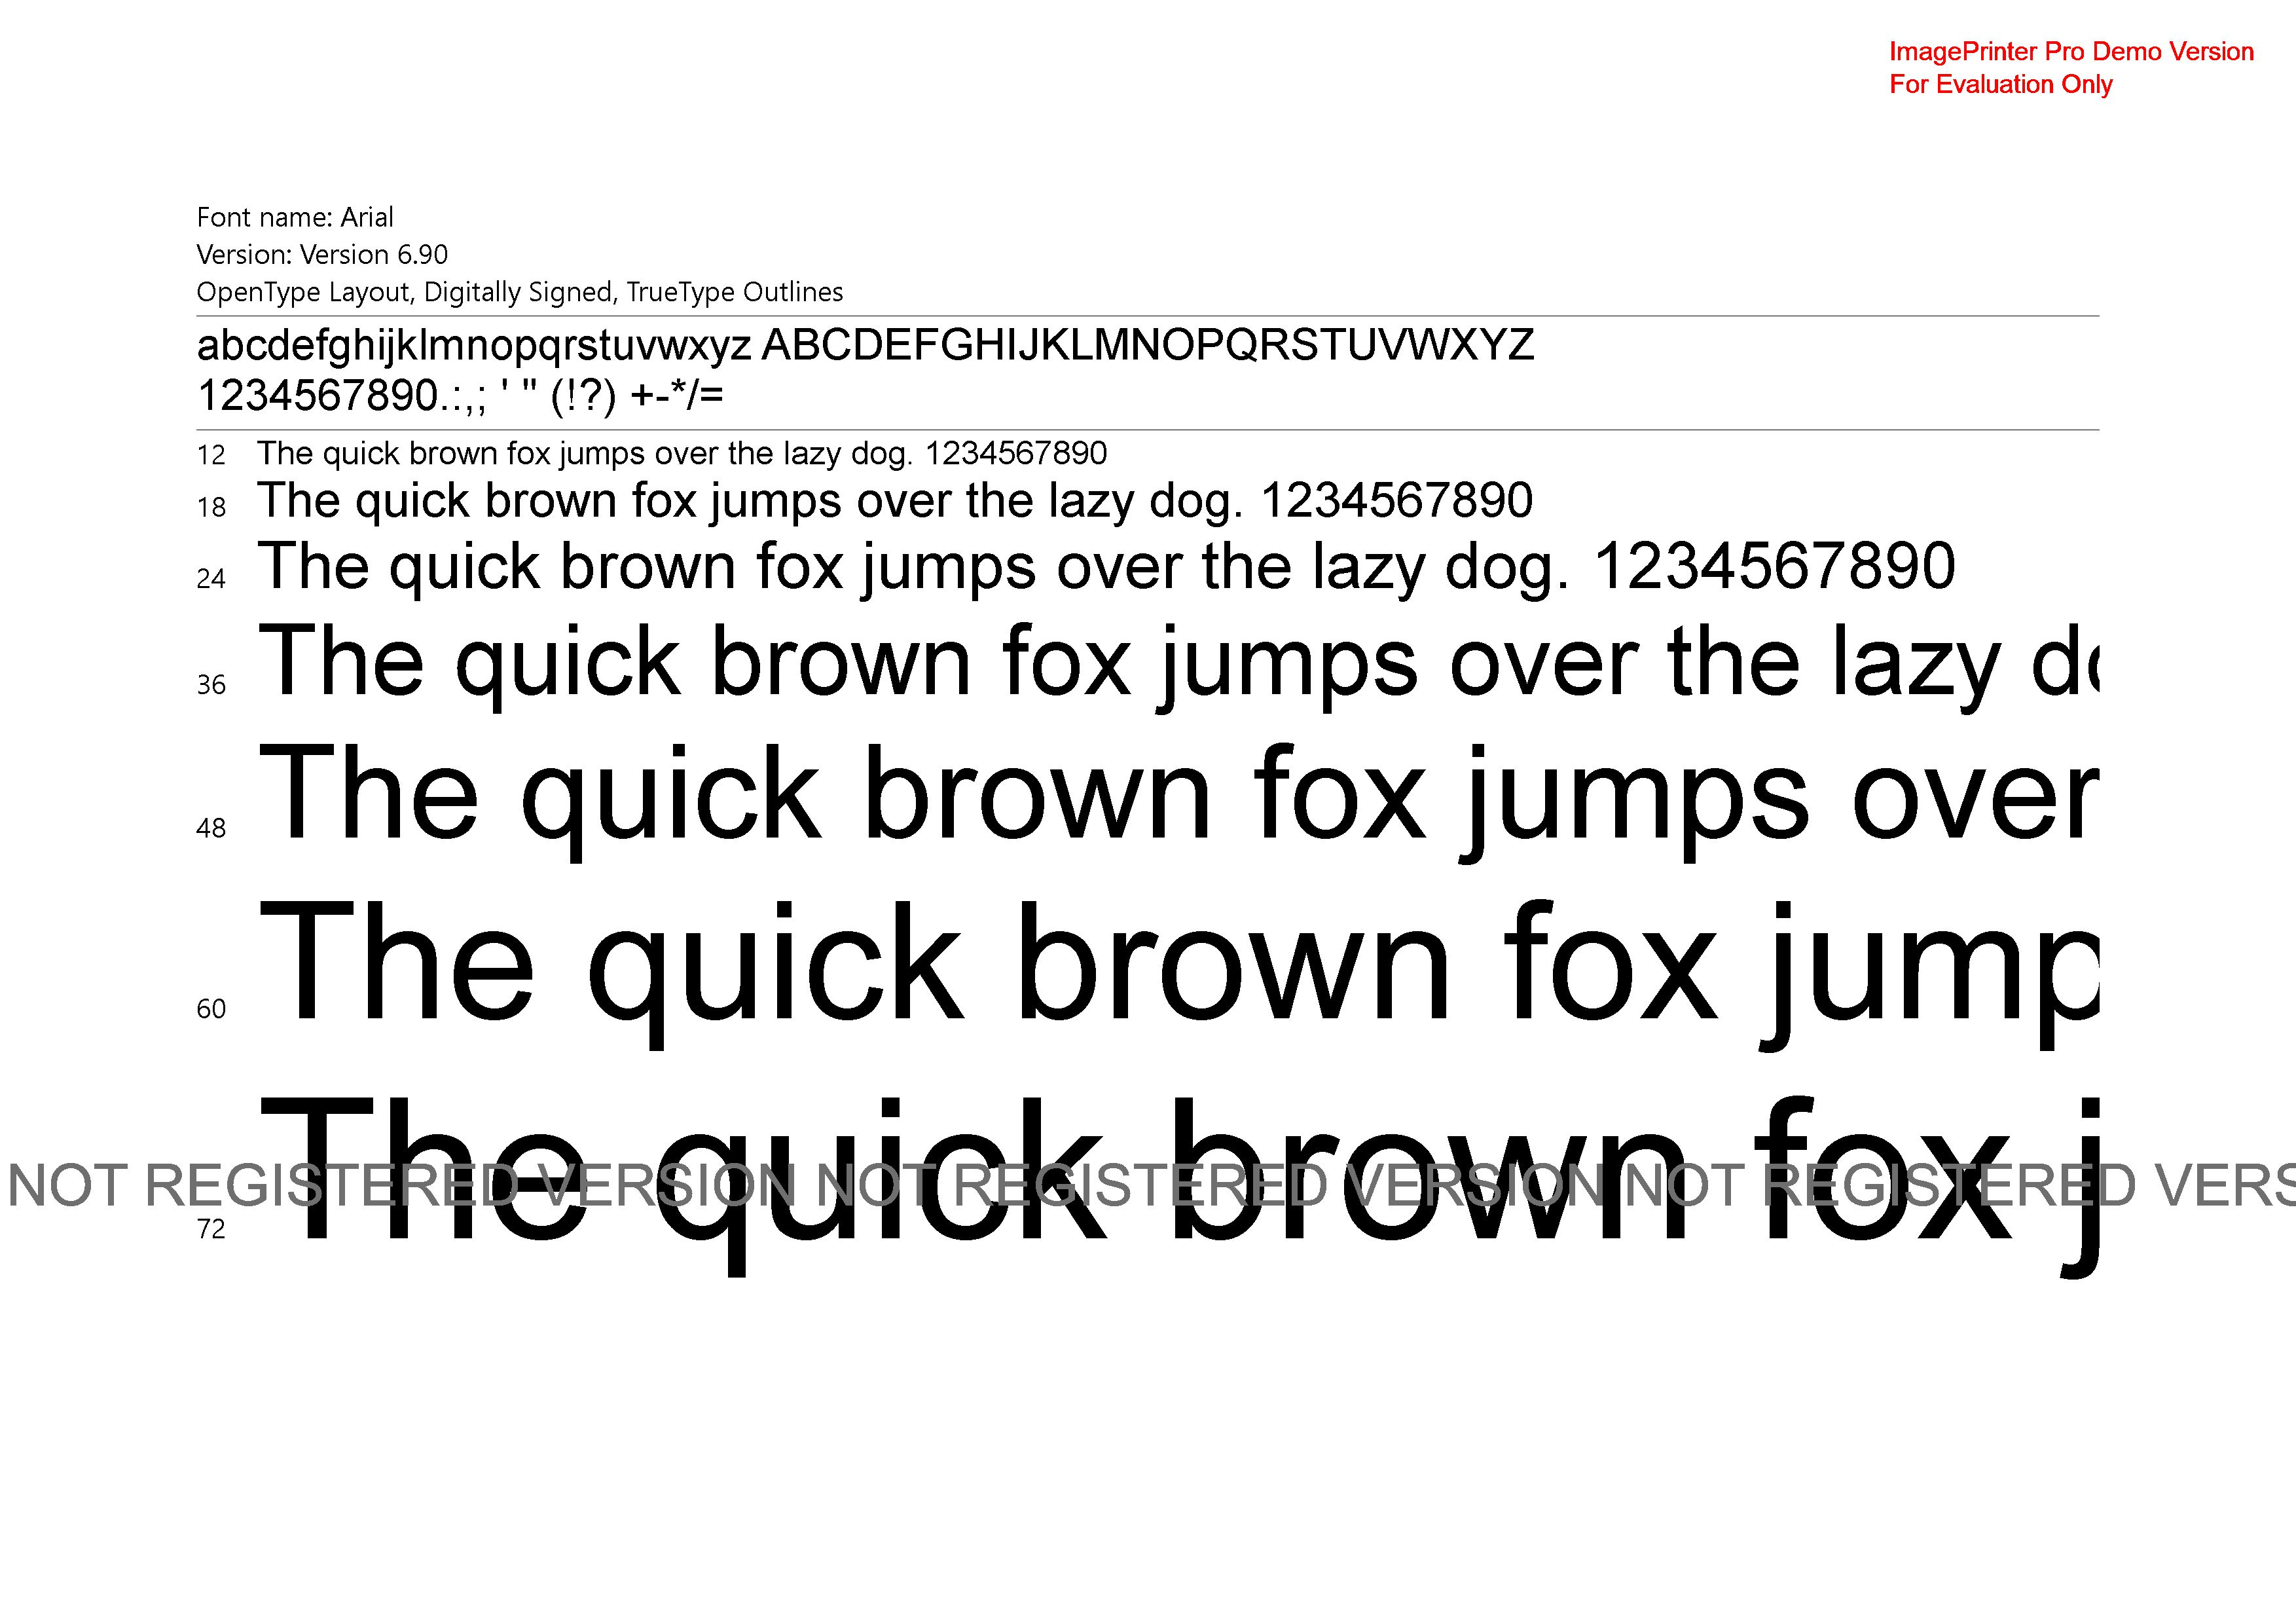 ImagePrinter Pro Demo Version
For Evaluation Only
Font name: Arial
Version: Version 6.90
OpenType Layout, Digitally Signed, TrueType Outlines
abcdefghijklmnopqrstuvwxyz ABCDEFGHIJKLMNOPQRSTUVWXYZ
1234567890.:,; ' " (!?) +-*/=
12 The quick brown fox jumps over the lazy dog. 1234567890
18 The quick brown fox jumps over the lazy dog. 1234567890
24 The quick brown fox jumps over the lazy dog. 1234567890
36 The quick brown fox jumps over the lazy do
48 The quick brown fox jumps over
60 The quick brown fox jump
72 The quick brown fox j
NOT REGISTERED VERSION NOT REGISTERED VERSION NOT REGISTERED VERS